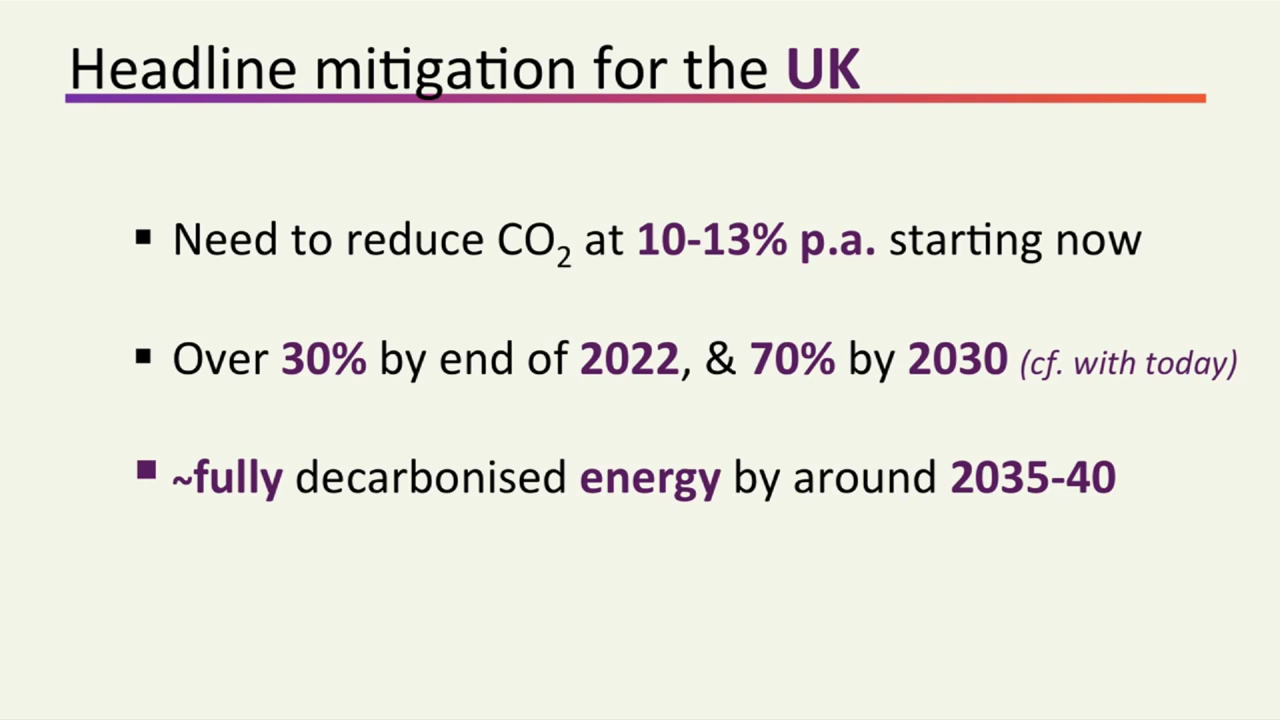 Headline mitigation for the UK
▪ Need to reduce CO₂ at 10-13% p.a. starting now
▪ Over 30% by end of 2022, & 70% by 2030 (cf. with today)
▪ ~fully decarbonised energy by around 2035-40